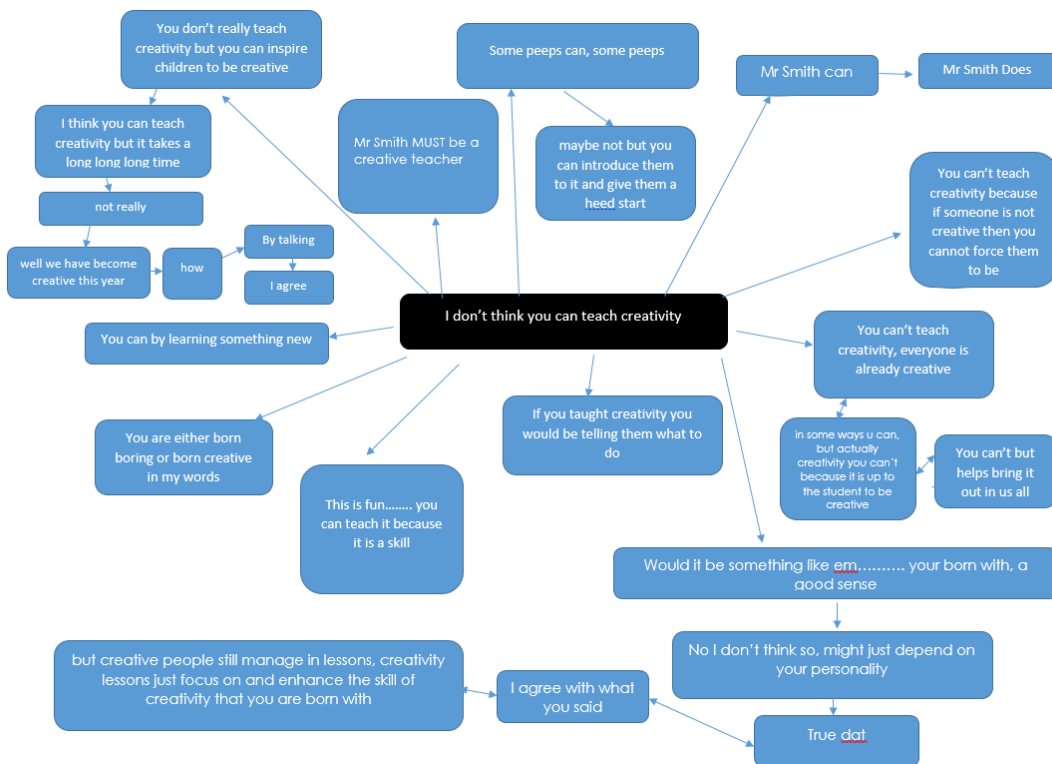 You don't really teach
creativity but you can inspire
children to be creative
I think you can teach
creativity but it takes a
long long long time
not really
well we have become
creative this year
how
By talking
I agree
Mr Smith MUST be a
creative teacher
Some peeps can, some peeps
maybe not but you
can introduce them
to it and give them a
heed start
Mr Smith can
Mr Smith Does
You can't teach
creativity because
if someone is not
creative then you
cannot force them
to be
I don't think you can teach creativity
You can by learning something new
You are either born
boring or born creative
in my words
This is fun........ you
can teach it because
it is a skill
If you taught creativity you
would be telling them what to
do
You can't teach
creativity, everyone is
already creative
in some ways u can,
but actually
creativity you can't
because it is up to
the student to be
creative
You can't but
helps bring it
out in us all
Would it be something like em.......... your born with, a
good sense
No I don't think so, might just depend on
your personality
True dat
I agree with what
you said
but creative people still manage in lessons, creativity
lessons just focus on and enhance the skill of
creativity that you are born with